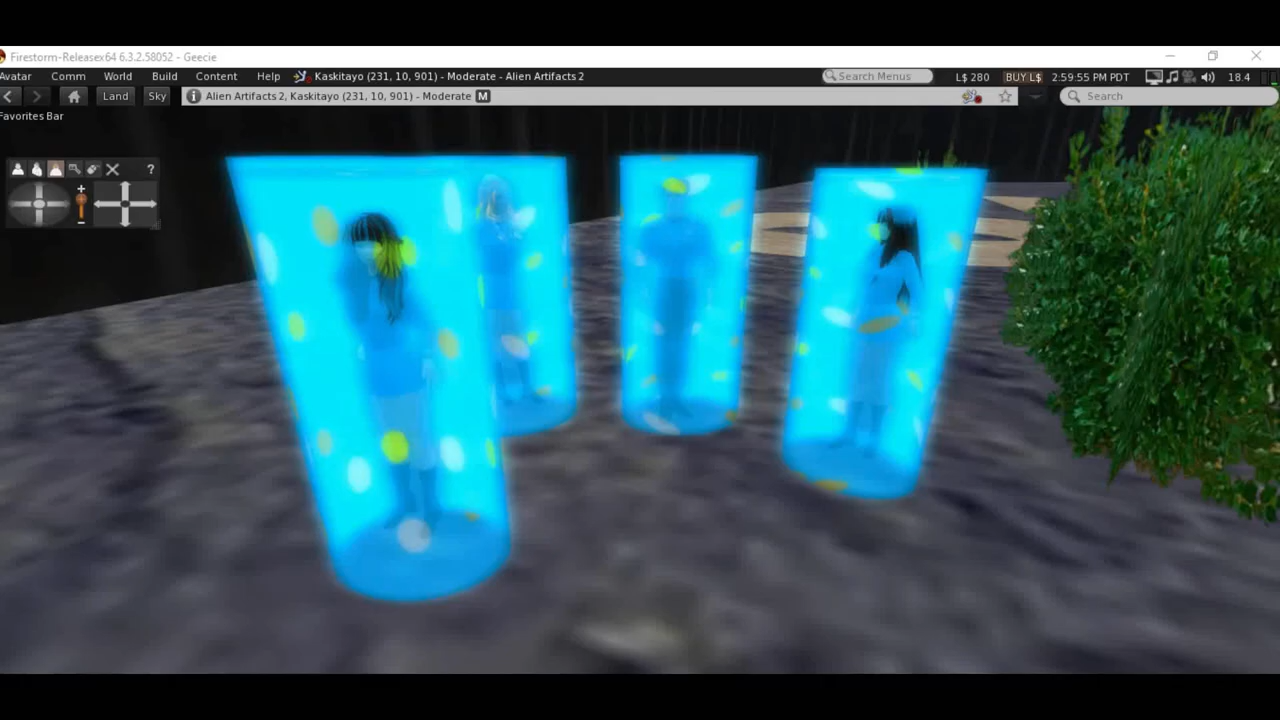 Firestorm-Releasex64 6.3.2.58052 - Geecie
Avatar Comm World Build Content Help Kaskitayo (231, 10, 901) - Moderate - Alien Artifacts 2 Search Menus L$ 280 BUY L$ 2:59:55 PM PDT 18.4
Land Sky Alien Artifacts 2, Kaskitayo (231, 10, 901) - Moderate M Search
Favorites Bar
?